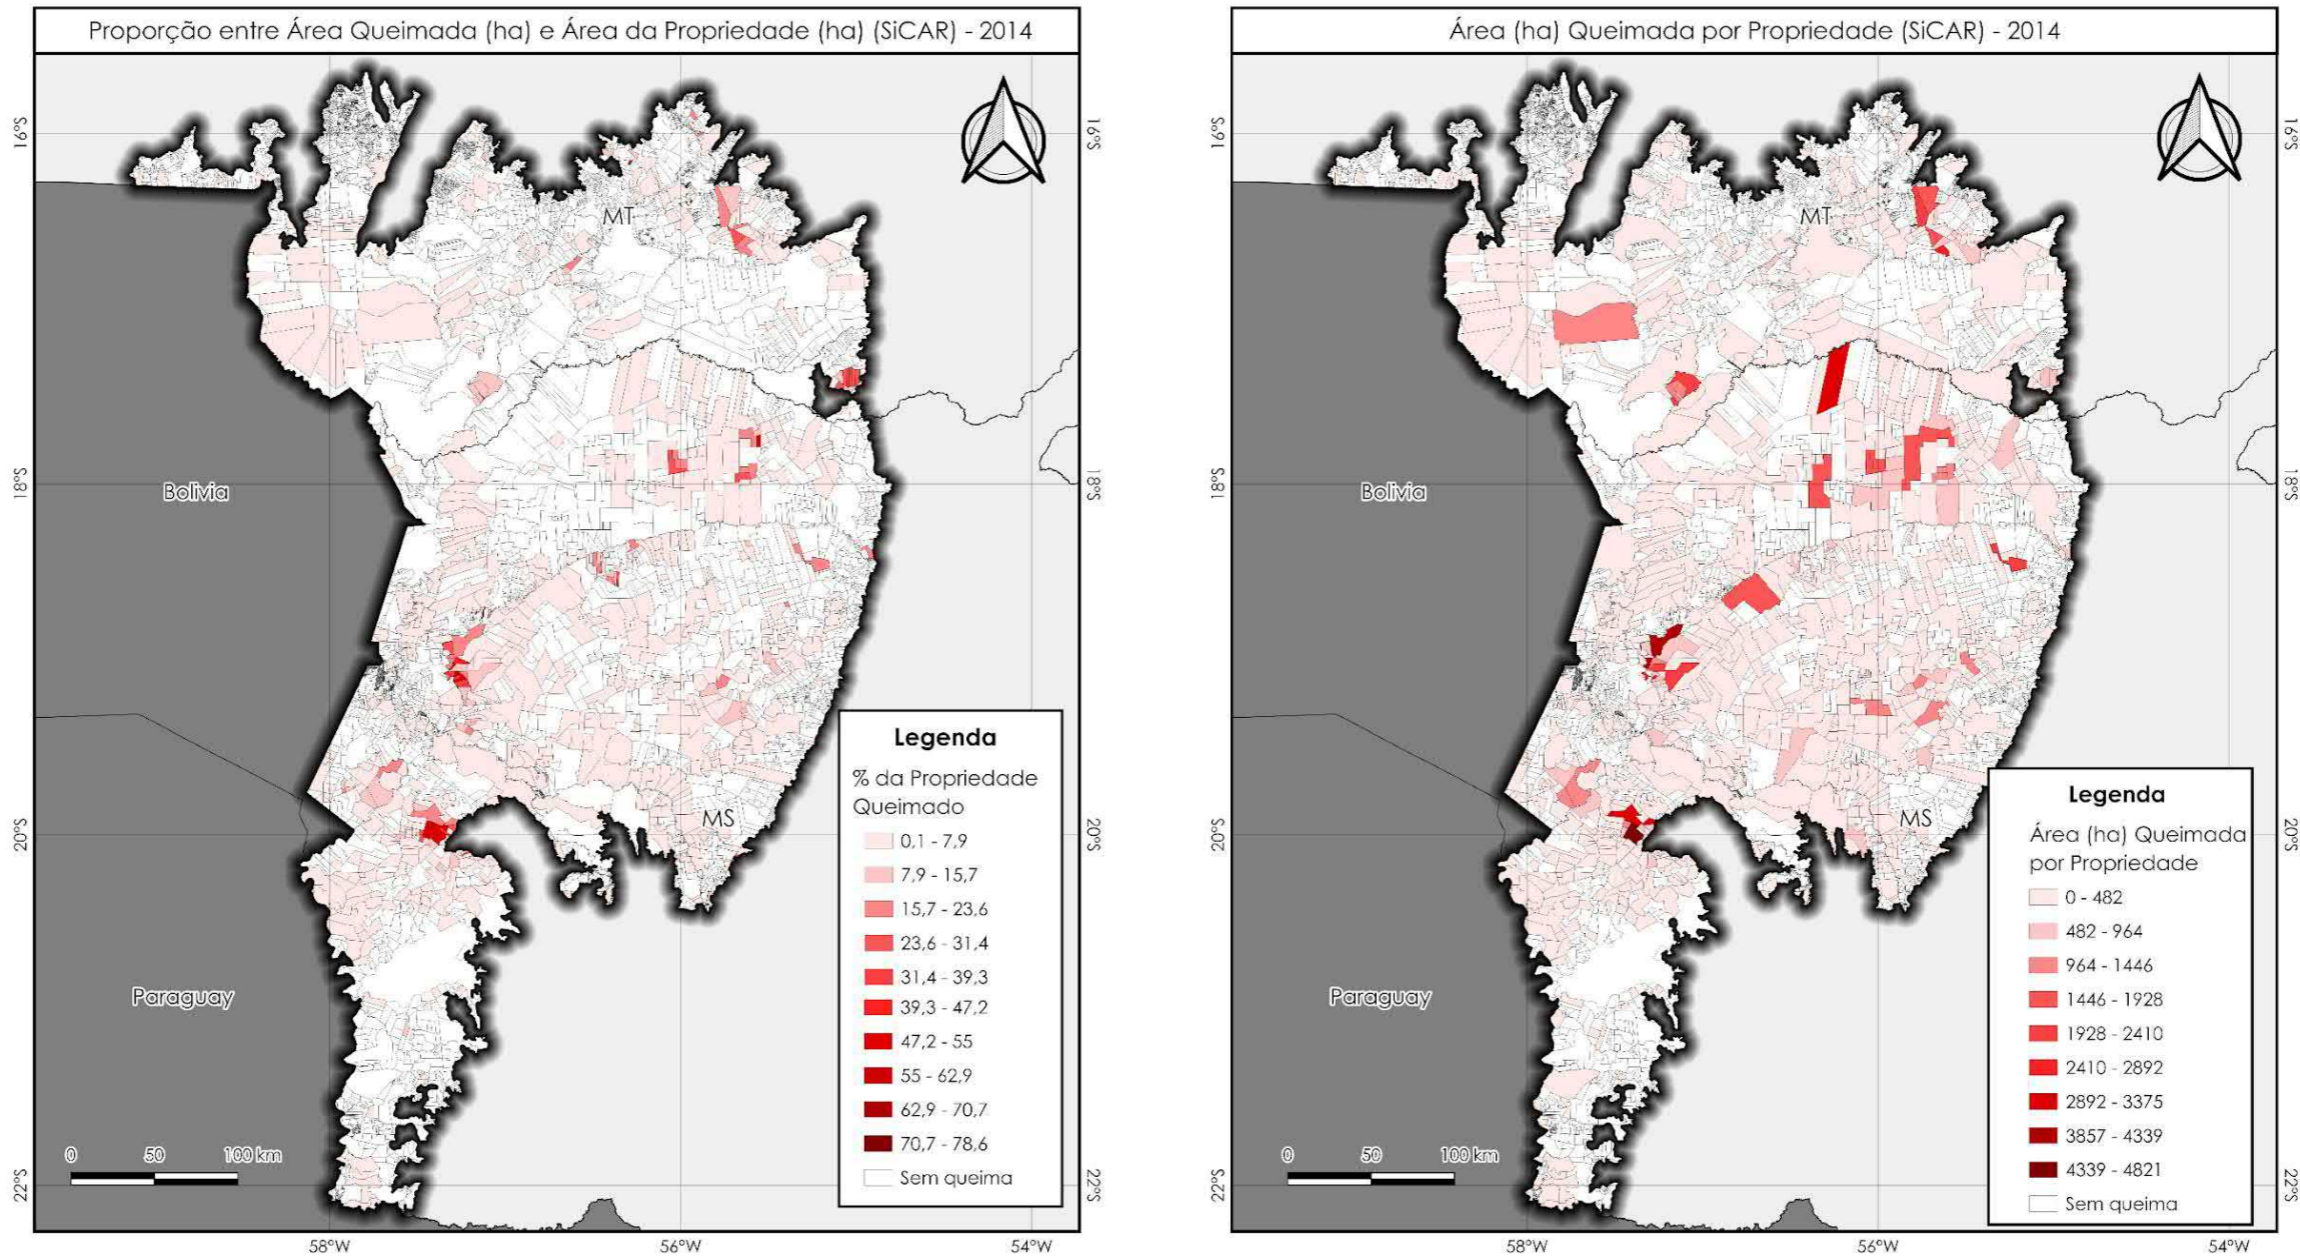 Proporção entre Área Queimada (ha) e Área da Propriedade (ha) (SiCAR) - 2014
16°S
16°S
MT
Bolivia
18°S
18°S
Legenda
% da Propriedade
Queimado
0,1 - 7,9
7,9 - 15,7
15,7 - 23,6
23,6 - 31,4
31,4 - 39,3
39,3 - 47,2
47,2 - 55
55 - 62,9
62,9 - 70,7
70,7 - 78,6
Sem queima
MS
20°S
20°S
Paraguay
0 50 100 km
22°S
22°S
58°W 56°W 54°W
Área (ha) Queimada por Propriedade (SiCAR) - 2014
16°S
16°S
MT
Bolivia
18°S
18°S
Legenda
Área (ha) Queimada
por Propriedade
0 - 482
482 - 964
964 - 1446
1446 - 1928
1928 - 2410
2410 - 2892
2892 - 3375
3857 - 4339
4339 - 4821
Sem queima
MS
20°S
20°S
Paraguay
0 50 100 km
22°S
22°S
58°W 56°W 54°W